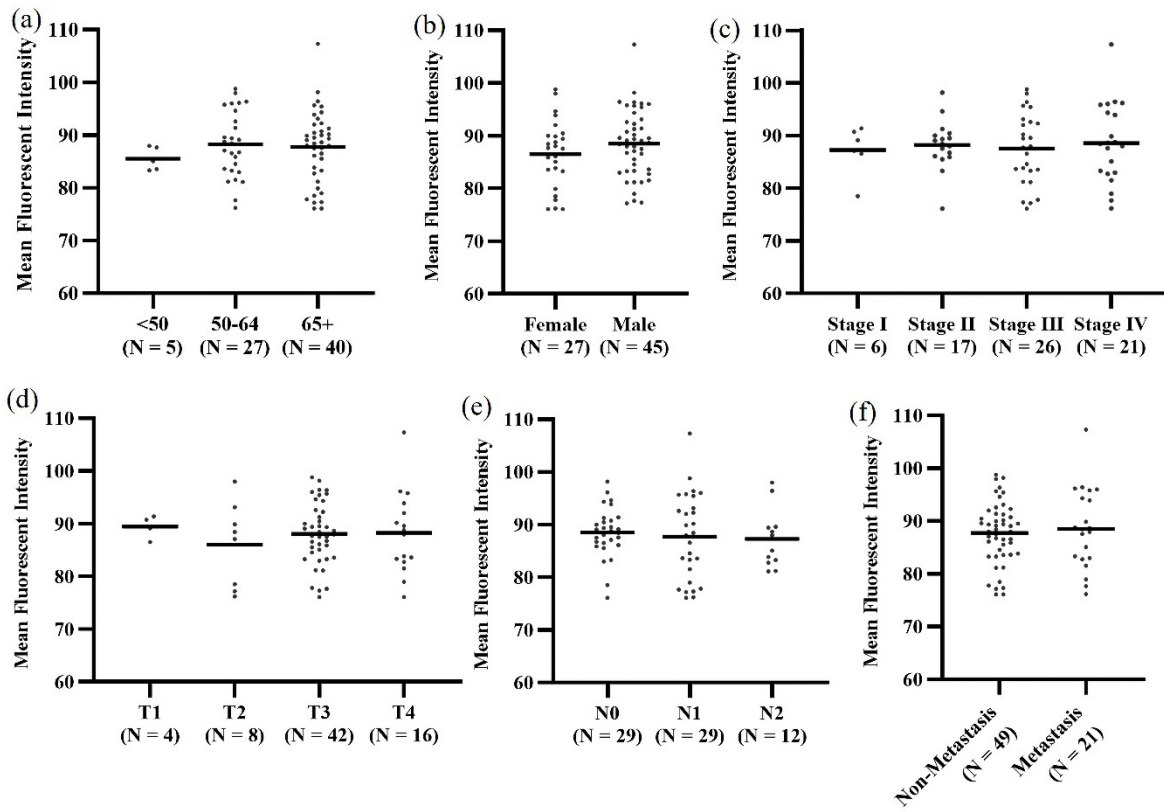 (a)
Mean Fluorescent Intensity
110
100
90
80
70
60
<50 50-64 65+
(N = 5) (N = 27) (N = 40)
(b)
Mean Fluorescent Intensity
110
100
90
80
70
60
Female Male
(N = 27) (N = 45)
(c)
Mean Fluorescent Intensity
110
100
90
80
70
60
Stage I Stage II Stage III Stage IV
(N = 6) (N = 17) (N = 26) (N = 21)
(d)
Mean Fluorescent Intensity
110
100
90
80
70
60
T1 T2 T3 T4
(N = 4) (N = 8) (N = 42) (N = 16)
(e)
Mean Fluorescent Intensity
110
100
90
80
70
60
N0 N1 N2
(N = 29) (N = 29) (N = 12)
(f)
Mean Fluorescent Intensity
110
100
90
80
70
60
Non-Metastasis
(N = 49)
Metastasis
(N = 21)